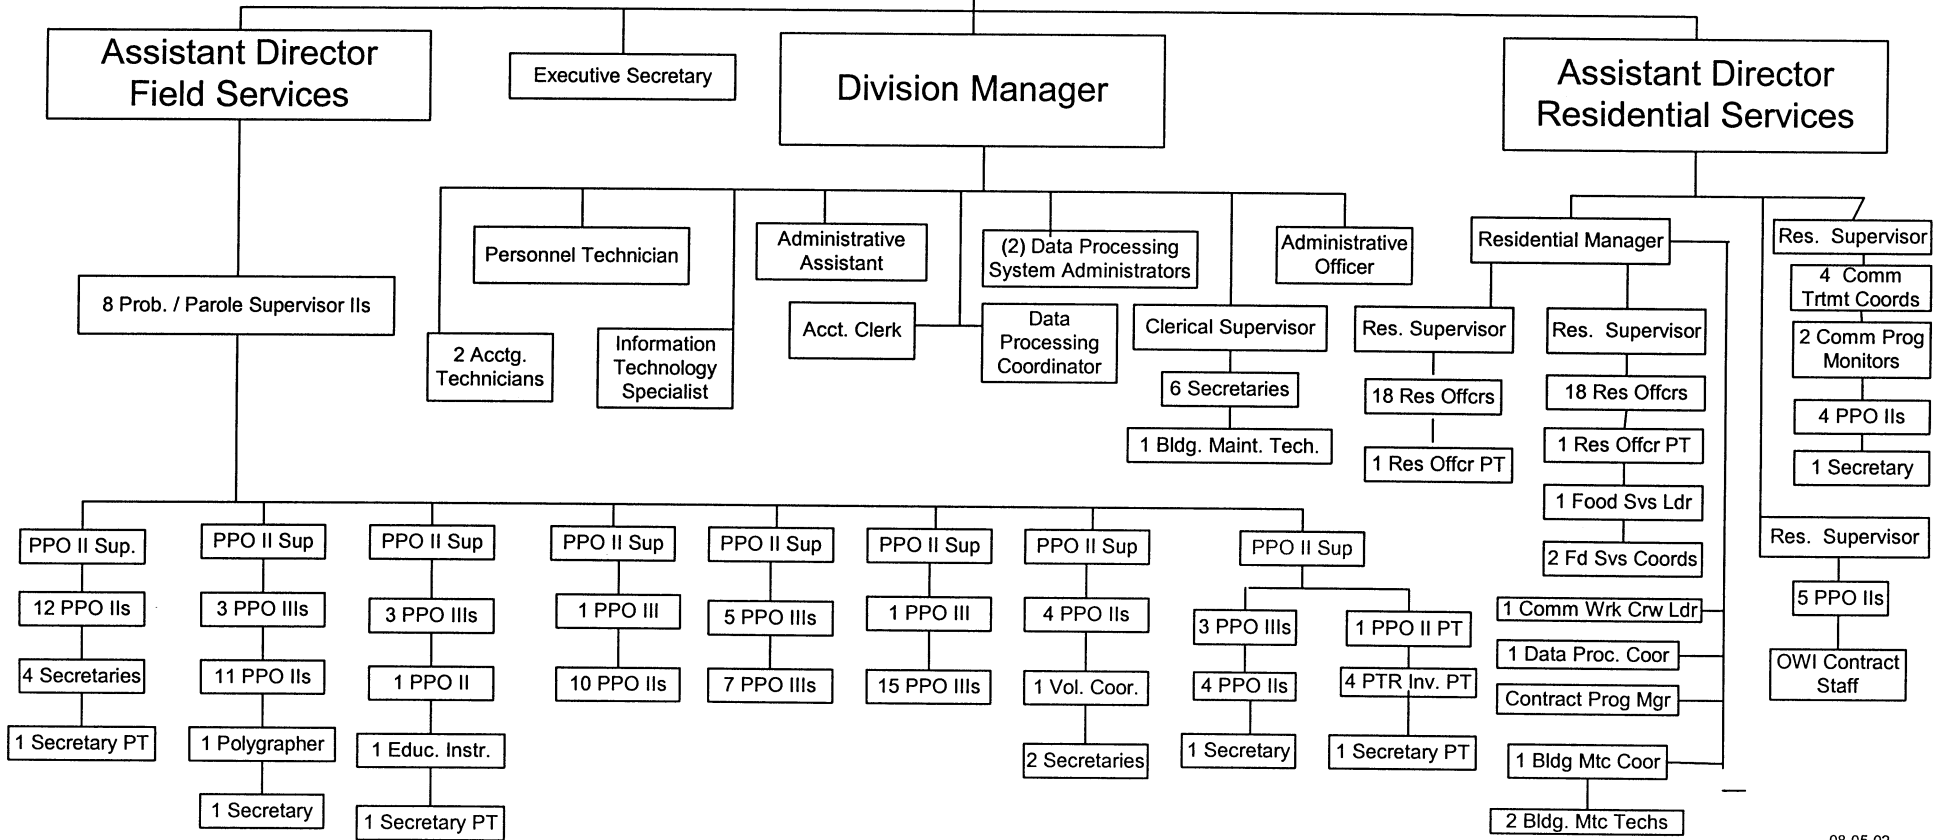 Assistant Director
Field Services
Executive Secretary
Division Manager
Assistant Director
Residential Services
Personnel Technician
Administrative
Assistant
(2) Data Processing
System Administrators
Administrative
Officer
Residential Manager
Res. Supervisor
4 Comm
Trtmt Coords
2 Comm Prog
Monitors
4 PPO IIs
1 Secretary
8 Prob. / Parole Supervisor IIs
2 Acctg.
Technicians
Information
Technology
Specialist
Acct. Clerk
Data
Processing
Coordinator
Clerical Supervisor
6 Secretaries
1 Bldg. Maint. Tech.
Res. Supervisor
18 Res Offcrs
1 Res Offcr PT
Res. Supervisor
18 Res Offcrs
1 Res Offcr PT
1 Food Svs Ldr
2 Fd Svs Coords
Res. Supervisor
5 PPO IIs
OWI Contract
Staff
1 Comm Wrk Crw Ldr
1 Data Proc. Coor
Contract Prog Mgr
1 Bldg Mtc Coor
2 Bldg. Mtc Techs
PPO II Sup.
12 PPO IIs
4 Secretaries
1 Secretary PT
PPO II Sup
3 PPO IIIs
11 PPO IIs
1 Polygrapher
1 Secretary
PPO II Sup
3 PPO IIIs
1 PPO II
1 Educ. Instr.
1 Secretary PT
PPO II Sup
1 PPO III
10 PPO IIs
PPO II Sup
5 PPO IIIs
7 PPO IIIs
PPO II Sup
1 PPO III
15 PPO IIIs
PPO II Sup
4 PPO IIs
1 Vol. Coor.
2 Secretaries
PPO II Sup
3 PPO IIIs
4 PPO IIs
1 Secretary
1 PPO II PT
4 PTR Inv. PT
1 Secretary PT